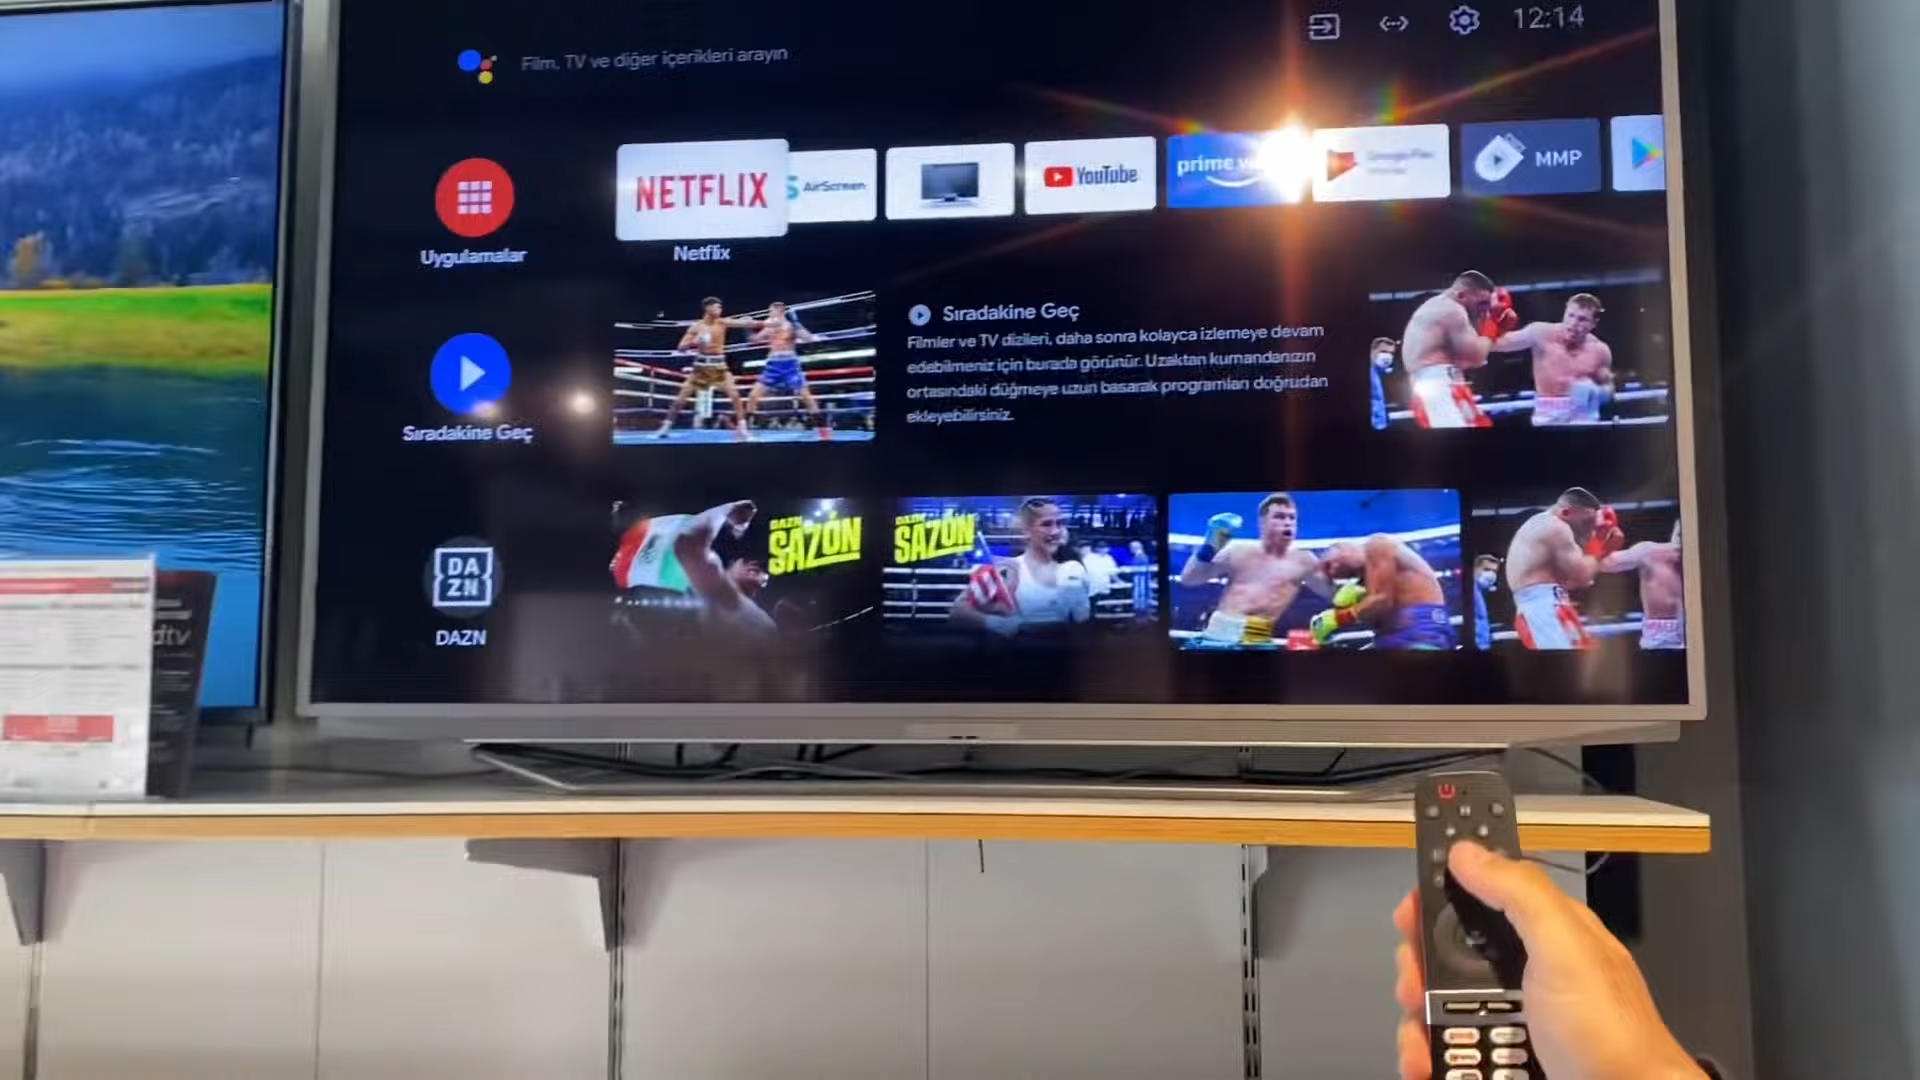 Film, TV ve diğer içerikleri arayın
12:14
NETFLIX
AirScreen
YouTube
prime
MMP
Uygulamalar
Netflix
Sıradakine Geç
Filmler ve TV dizileri, daha sonra kolayca izlemeye devam
edebilmeniz için burada görünür. Uzaktan kumandanızın
ortasındaki düğmeye uzun basarak programları doğrudan
ekleyebilirsiniz.
Sıradakine Geç
DAZN
SAZÓN
DAZN
SAZÓN
DA
ZN
DAZN
dtv